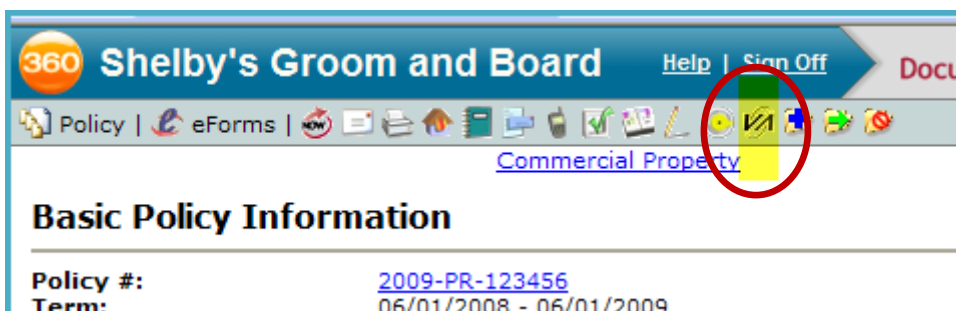 360 Shelby's Groom and Board Help | Sign Off Docu
Policy | eForms | NEW
Commercial Property
Basic Policy Information
Policy #: 2009-PR-123456
Term: 06/01/2008 - 06/01/2009